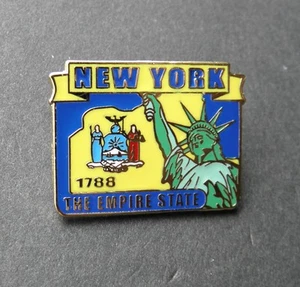 NEW YORK
1788
THE EMPIRE STATE